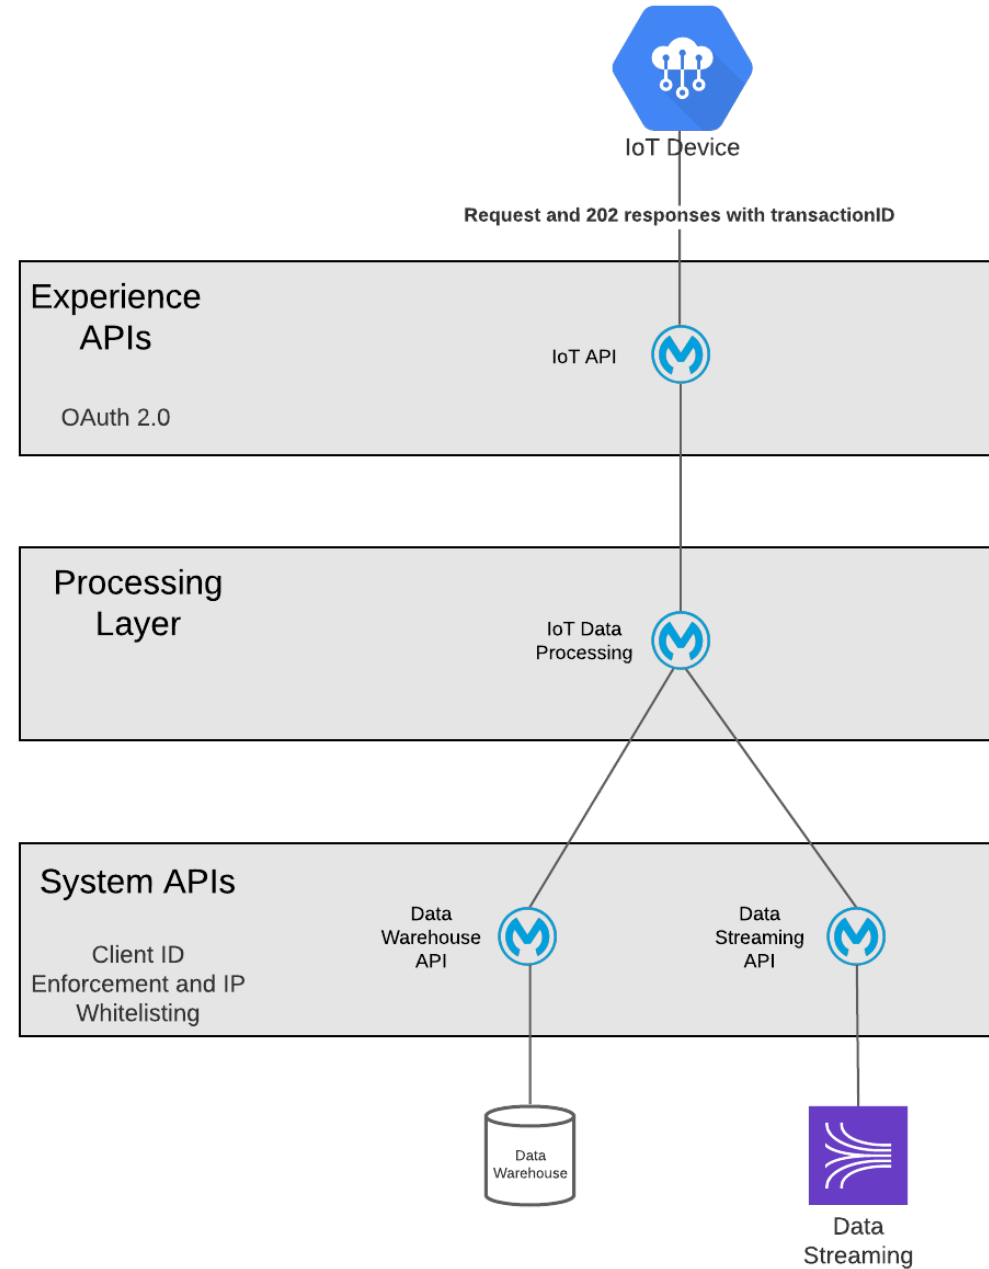 IoT Device
Request and 202 responses with transactionID
Experience
APIs
OAuth 2.0
IoT API
Processing
Layer
IoT Data
Processing
System APIs
Client ID
Enforcement and IP
Whitelisting
Data
Warehouse
API
Data
Streaming
API
Data
Warehouse
Data
Streaming